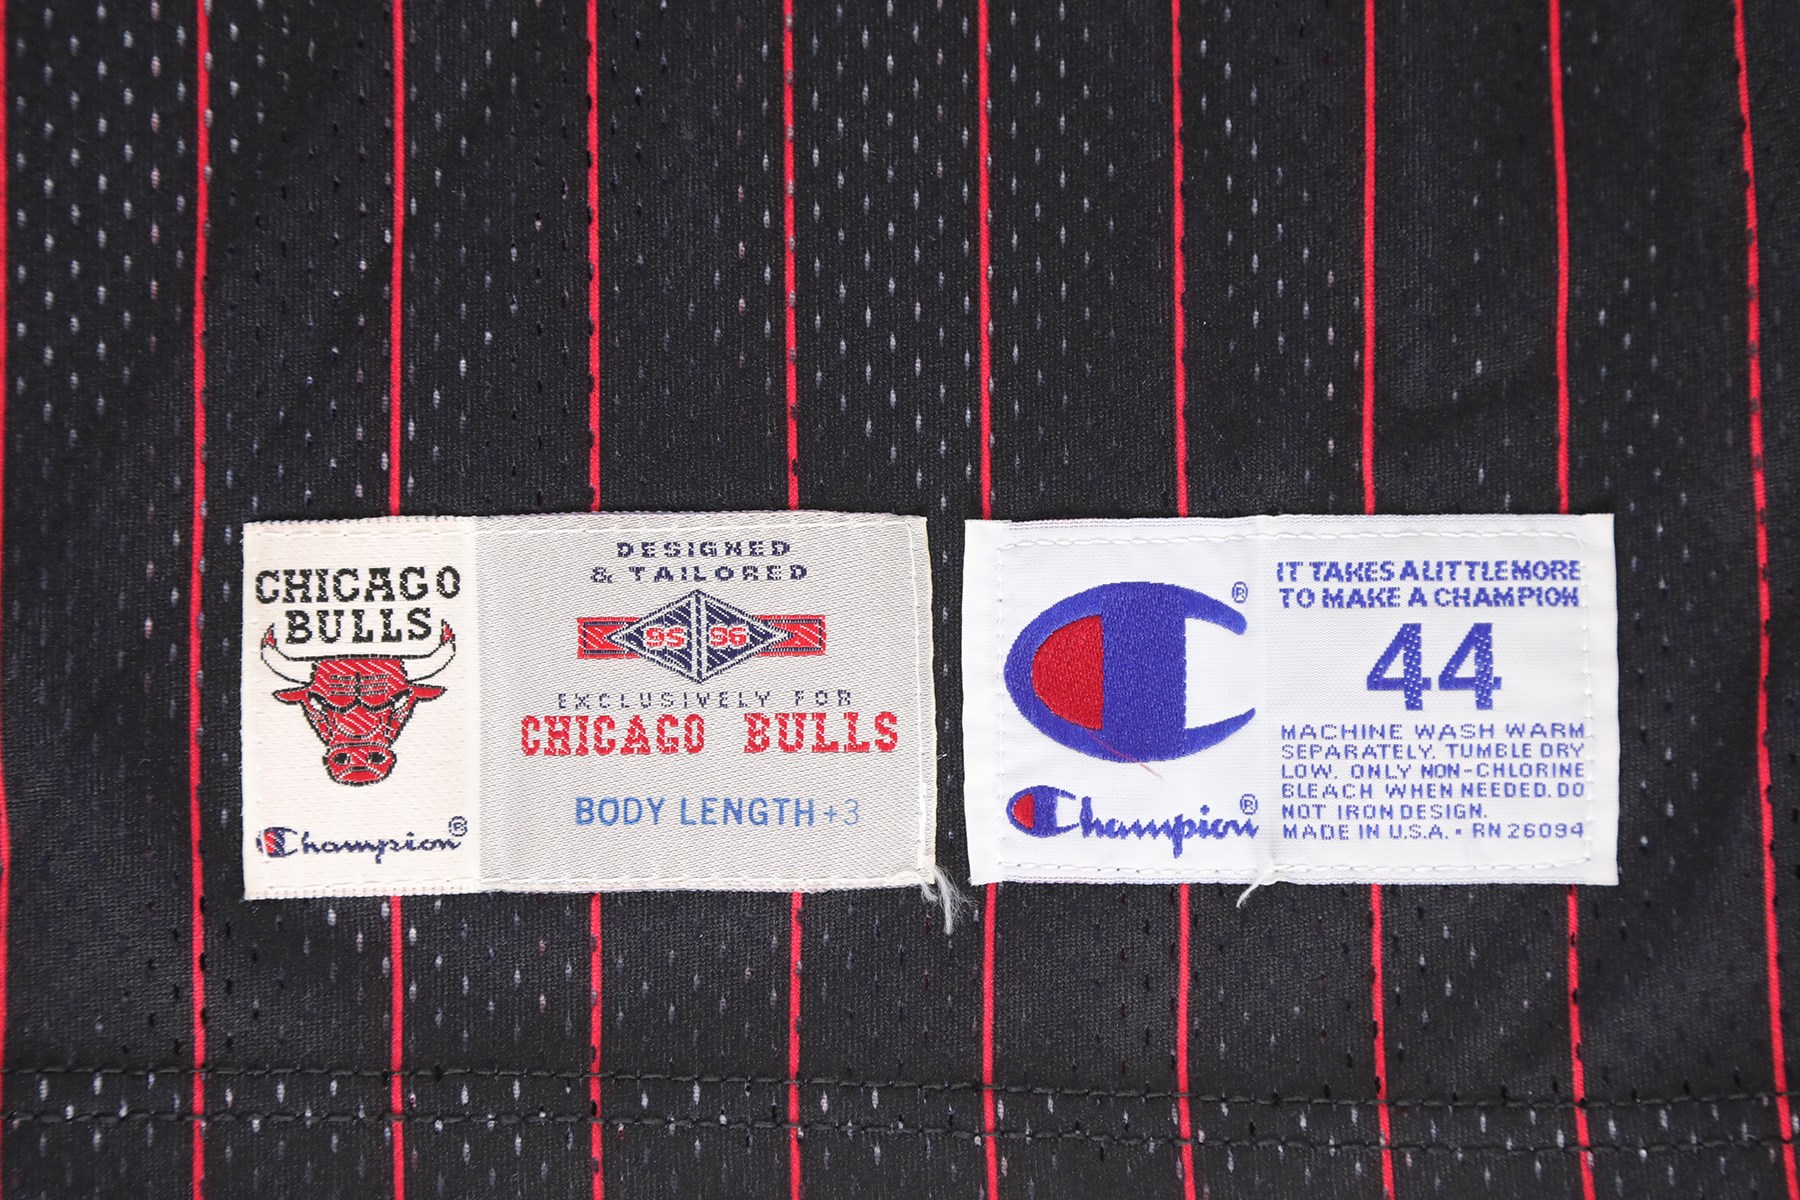 CHICAGO
BULLS
Champion®
DESIGNED
& TAILORED
95 96
EXCLUSIVELY FOR
CHICAGO BULLS
BODY LENGTH +3
®
Champion®
IT TAKES A LITTLE MORE
TO MAKE A CHAMPION
44
MACHINE WASH WARM
SEPARATELY. TUMBLE DRY
LOW. ONLY NON-CHLORINE
BLEACH WHEN NEEDED. DO
NOT IRON DESIGN.
MADE IN U.S.A. • RN 26094